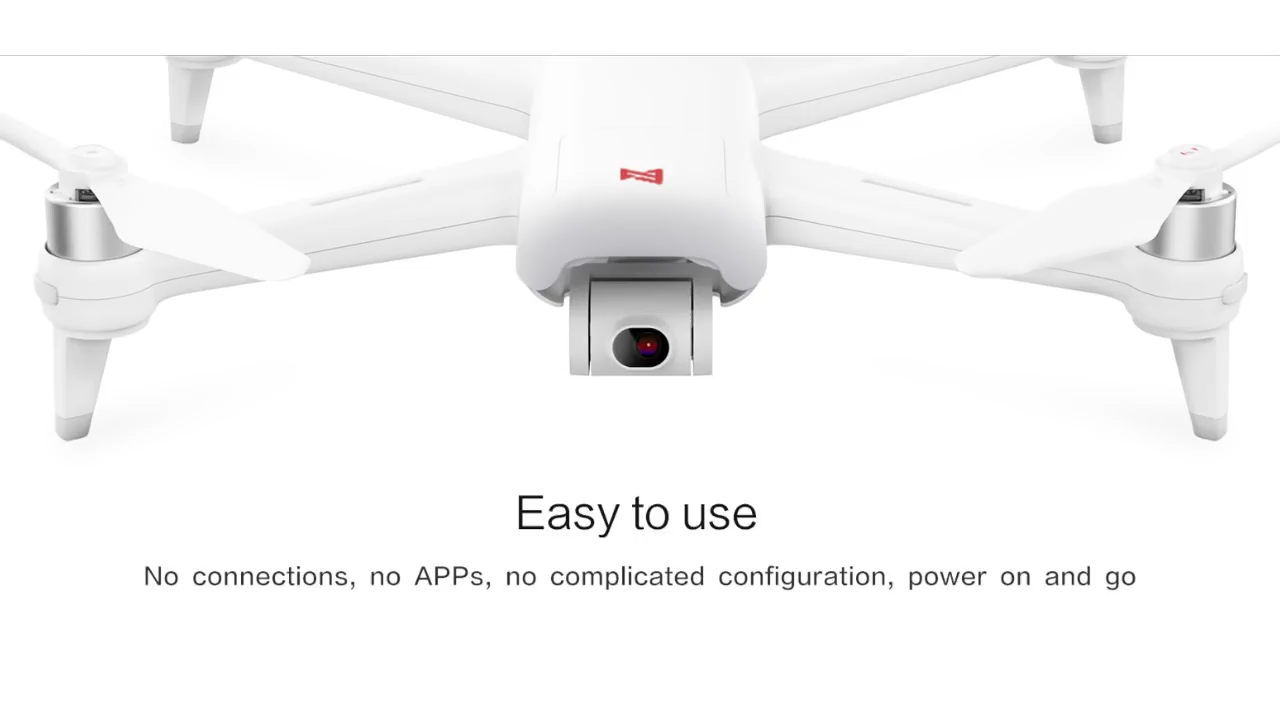 Easy to use
No connections, no APPs, no complicated configuration, power on and go